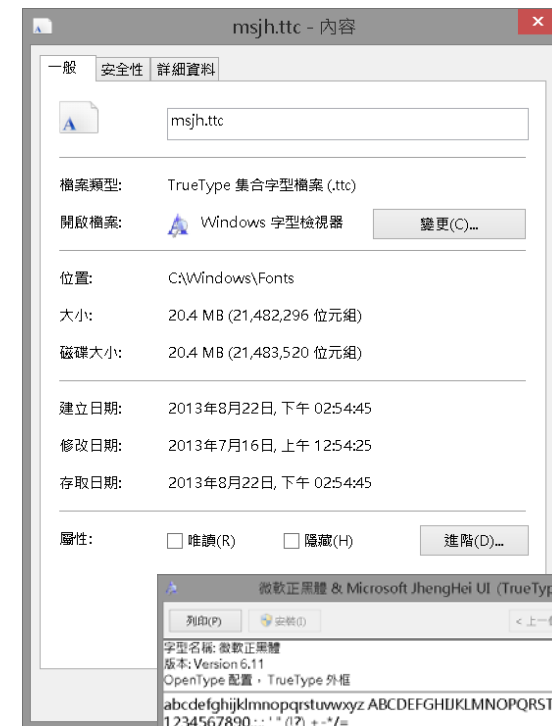 msjh.ttc - 內容
一般 安全性 詳細資料
msjh.ttc
檔案類型: TrueType 集合字型檔案 (.ttc)
開啟檔案: Windows 字型檢視器 變更(C)...
位置: C:\Windows\Fonts
大小: 20.4 MB (21,482,296 位元組)
磁碟大小: 20.4 MB (21,483,520 位元組)
建立日期: 2013年8月22日, 下午 02:54:45
修改日期: 2013年7月16日, 上午 12:54:25
存取日期: 2013年8月22日, 下午 02:54:45
屬性: 唯讀(R) 隱藏(H) 進階(D)...
微軟正黑體 & Microsoft JhengHei UI (TrueTyp
列印(P) 安裝(I) < 上一
字型名稱: 微軟正黑體
版本: Version 6.11
OpenType 配置, TrueType 外框
abcdefghijklmnopqrstuvwxyz ABCDEFGHIJKLMNOPQRST
1234567890.:,;' " (!?) +-*/=